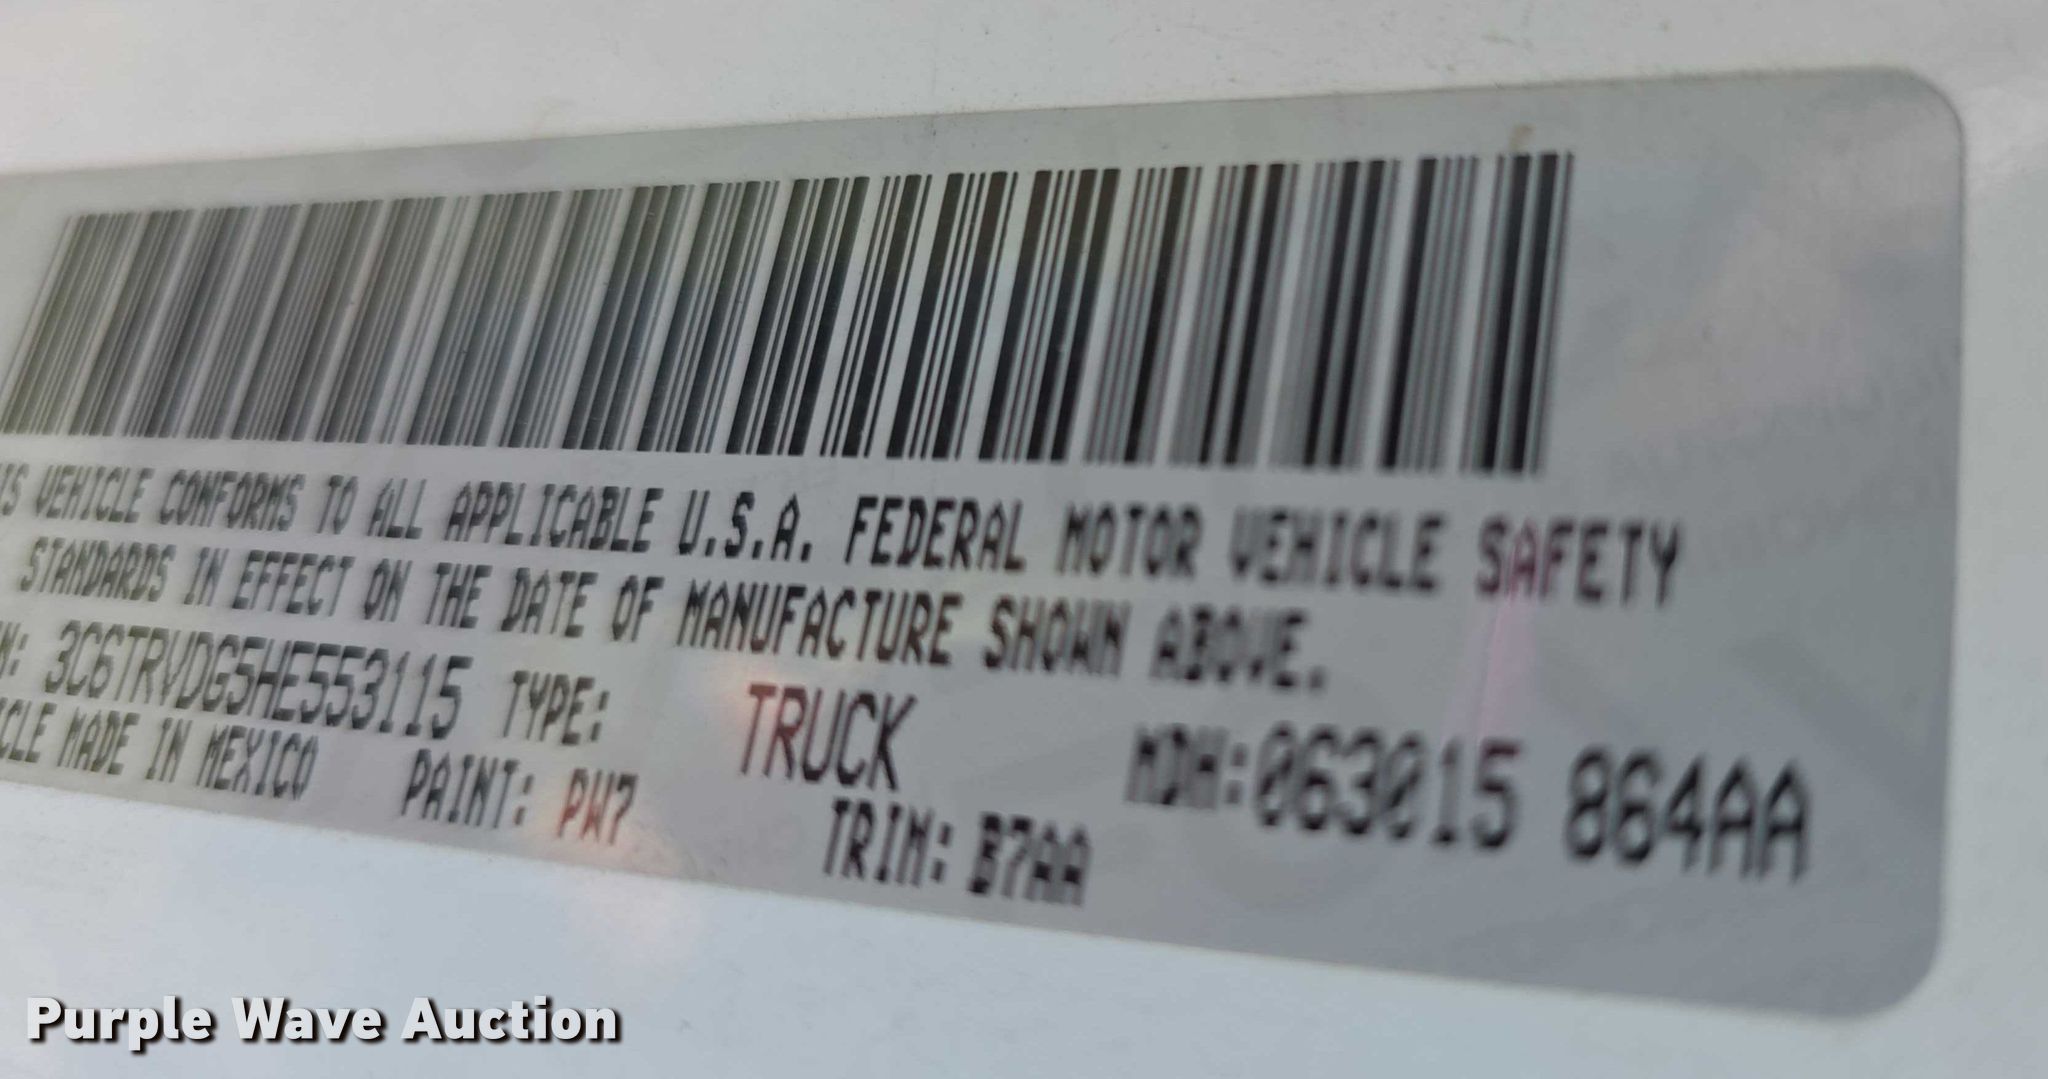 IS VEHICLE CONFORMS TO ALL APPLICABLE U.S.A. FEDERAL MOTOR VEHICLE SAFETY
STANDARDS IN EFFECT ON THE DATE OF MANUFACTURE SHOWN ABOVE.
N: 3C6TRVDG5HE553115 TYPE: TRUCK MDH:063015 864AA
ICLE MADE IN MEXICO PAINT: PW7 TRIM: B7AA
Purple Wave Auction